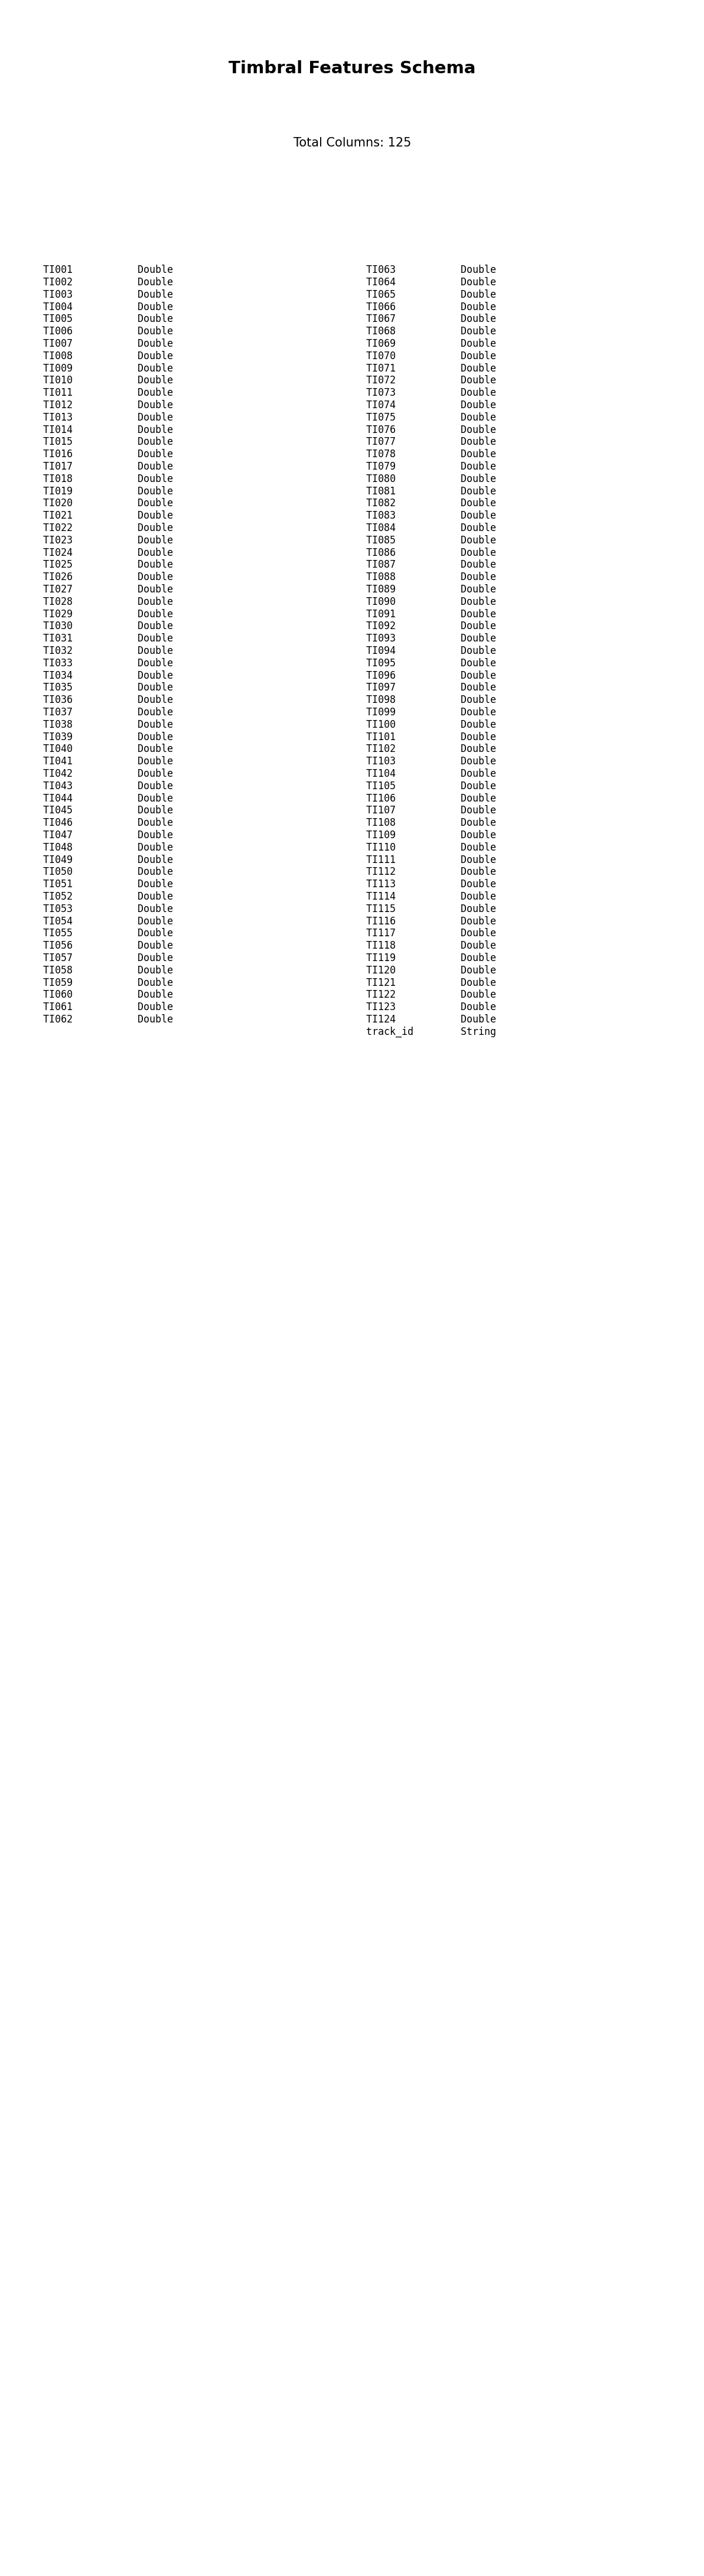 Timbral Features Schema
Total Columns: 125
TI001 Double
TI002 Double
TI003 Double
TI004 Double
TI005 Double
TI006 Double
TI007 Double
TI008 Double
TI009 Double
TI010 Double
TI011 Double
TI012 Double
TI013 Double
TI014 Double
TI015 Double
TI016 Double
TI017 Double
TI018 Double
TI019 Double
TI020 Double
TI021 Double
TI022 Double
TI023 Double
TI024 Double
TI025 Double
TI026 Double
TI027 Double
TI028 Double
TI029 Double
TI030 Double
TI031 Double
TI032 Double
TI033 Double
TI034 Double
TI035 Double
TI036 Double
TI037 Double
TI038 Double
TI039 Double
TI040 Double
TI041 Double
TI042 Double
TI043 Double
TI044 Double
TI045 Double
TI046 Double
TI047 Double
TI048 Double
TI049 Double
TI050 Double
TI051 Double
TI052 Double
TI053 Double
TI054 Double
TI055 Double
TI056 Double
TI057 Double
TI058 Double
TI059 Double
TI060 Double
TI061 Double
TI062 Double
TI063 Double
TI064 Double
TI065 Double
TI066 Double
TI067 Double
TI068 Double
TI069 Double
TI070 Double
TI071 Double
TI072 Double
TI073 Double
TI074 Double
TI075 Double
TI076 Double
TI077 Double
TI078 Double
TI079 Double
TI080 Double
TI081 Double
TI082 Double
TI083 Double
TI084 Double
TI085 Double
TI086 Double
TI087 Double
TI088 Double
TI089 Double
TI090 Double
TI091 Double
TI092 Double
TI093 Double
TI094 Double
TI095 Double
TI096 Double
TI097 Double
TI098 Double
TI099 Double
TI100 Double
TI101 Double
TI102 Double
TI103 Double
TI104 Double
TI105 Double
TI106 Double
TI107 Double
TI108 Double
TI109 Double
TI110 Double
TI111 Double
TI112 Double
TI113 Double
TI114 Double
TI115 Double
TI116 Double
TI117 Double
TI118 Double
TI119 Double
TI120 Double
TI121 Double
TI122 Double
TI123 Double
TI124 Double
track_id String